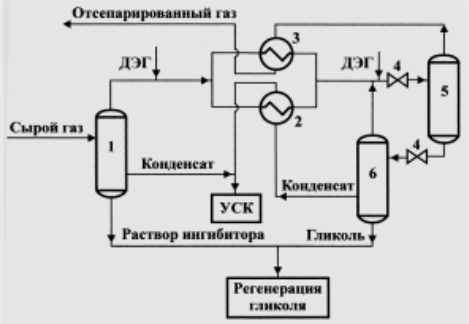 Отсепарированный газ
3
ДЭГ
ДЭГ
4
5
Сырой газ
1
2
4
Конденсат
Конденсат
6
УСК
Раствор ингибитора
Гликоль
Регенерация
гликоля